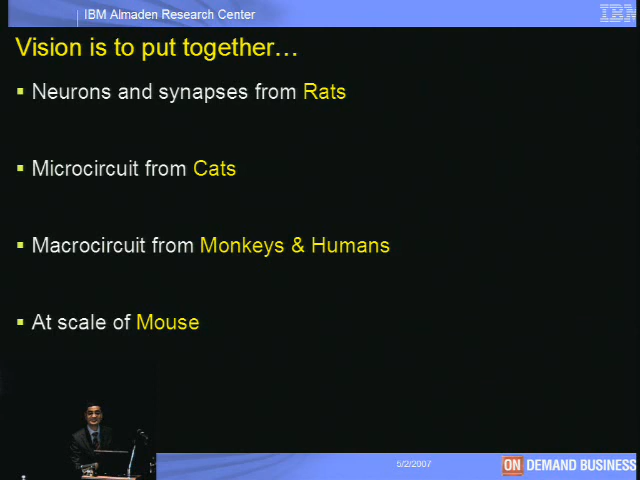 IBM Almaden Research Center
IBM
Vision is to put together…
▪ Neurons and synapses from Rats
▪ Microcircuit from Cats
▪ Macrocircuit from Monkeys & Humans
▪ At scale of Mouse
5/2/2007
ON DEMAND BUSINESS